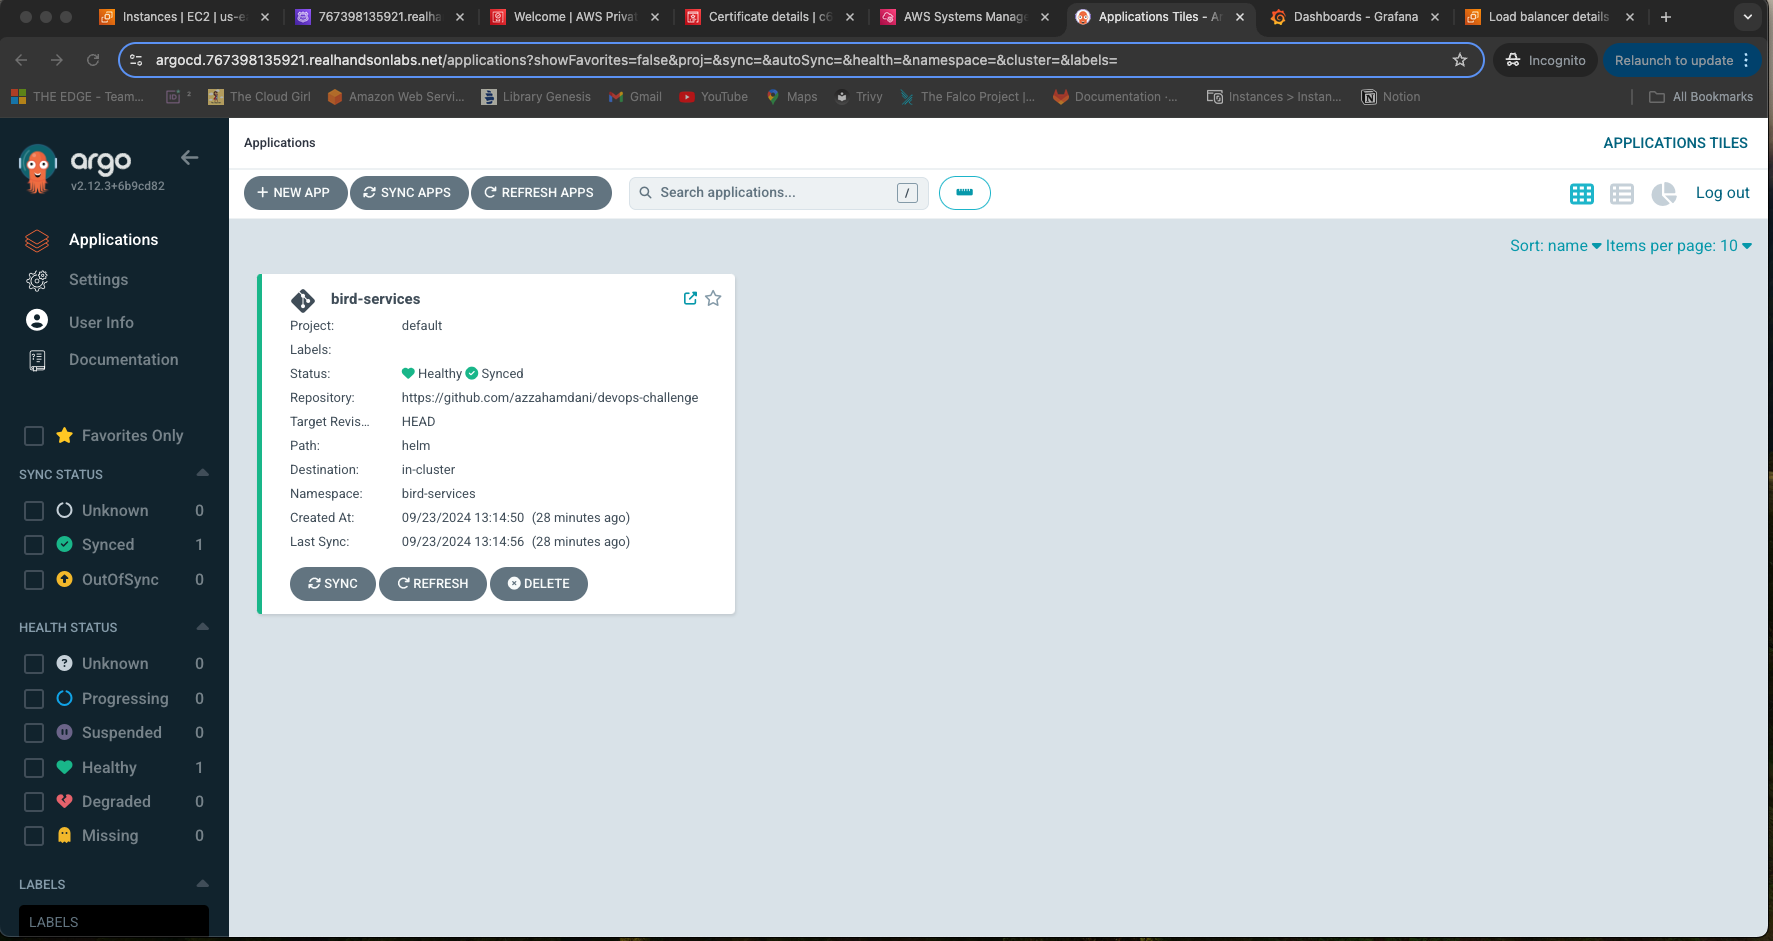 Instances | EC2 | us-e
767398135921.realha
Welcome | AWS Privat
Certificate details | c6
AWS Systems Manage
Applications Tiles - Ar
Dashboards - Grafana
Load balancer details
argocd.767398135921.realhandsonlabs.net/applications?showFavorites=false&proj=&sync=&autoSync=&health=&namespace=&cluster=&labels=
Incognito
Relaunch to update
THE EDGE - Team...
The Cloud Girl
Amazon Web Servi...
Library Genesis
Gmail
YouTube
Maps
Trivy
The Falco Project |...
Documentation ·...
Instances > Instan...
Notion
All Bookmarks
argo
v2.12.3+6b9cd82
Applications
Settings
User Info
Documentation
Favorites Only
SYNC STATUS
Unknown 0
Synced 1
OutOfSync 0
HEALTH STATUS
Unknown 0
Progressing 0
Suspended 0
Healthy 1
Degraded 0
Missing 0
LABELS
LABELS
Applications
APPLICATIONS TILES
+ NEW APP
SYNC APPS
REFRESH APPS
Search applications...
/
Log out
Sort: name
Items per page: 10
bird-services
Project: default
Labels:
Status: Healthy Synced
Repository: https://github.com/azzahamdani/devops-challenge
Target Revis... HEAD
Path: helm
Destination: in-cluster
Namespace: bird-services
Created At: 09/23/2024 13:14:50 (28 minutes ago)
Last Sync: 09/23/2024 13:14:56 (28 minutes ago)
SYNC
REFRESH
DELETE